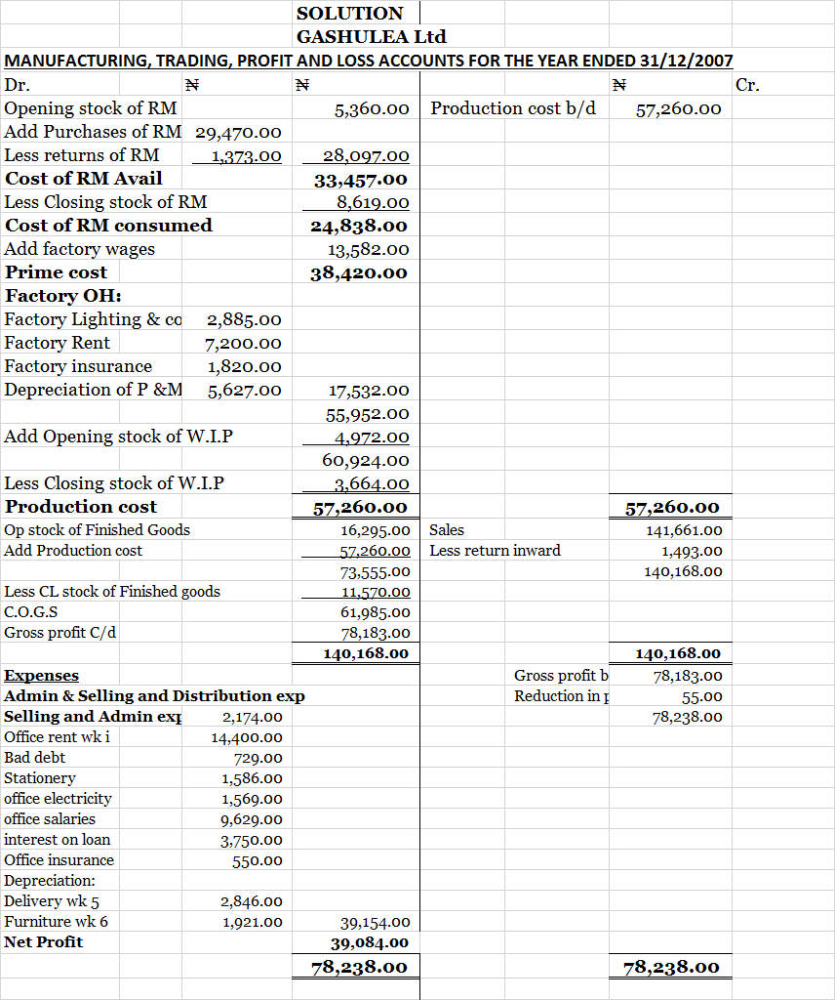 SOLUTION
GASHULEA Ltd
MANUFACTURING, TRADING, PROFIT AND LOSS ACCOUNTS FOR THE YEAR ENDED 31/12/2007
Dr. ₦ ₦ ₦ Cr.
Opening stock of RM 5,360.00 Production cost b/d 57,260.00
Add Purchases of RM 29,470.00
Less returns of RM 1,373.00 28,097.00
Cost of RM Avail 33,457.00
Less Closing stock of RM 8,619.00
Cost of RM consumed 24,838.00
Add factory wages 13,582.00
Prime cost 38,420.00
Factory OH:
Factory Lighting & co 2,885.00
Factory Rent 7,200.00
Factory insurance 1,820.00
Depreciation of P &M 5,627.00 17,532.00
55,952.00
Add Opening stock of W.I.P 4,972.00
60,924.00
Less Closing stock of W.I.P 3,664.00
Production cost 57,260.00 57,260.00
Op stock of Finished Goods 16,295.00 Sales 141,661.00
Add Production cost 57,260.00 Less return inward 1,493.00
73,555.00 140,168.00
Less CL stock of Finished goods 11,570.00
C.O.G.S 61,985.00
Gross profit C/d 78,183.00
140,168.00 140,168.00
Expenses Gross profit b 78,183.00
Admin & Selling and Distribution exp Reduction in p 55.00
Selling and Admin exp 2,174.00 78,238.00
Office rent wk i 14,400.00
Bad debt 729.00
Stationery 1,586.00
office electricity 1,569.00
office salaries 9,629.00
interest on loan 3,750.00
Office insurance 550.00
Depreciation:
Delivery wk 5 2,846.00
Furniture wk 6 1,921.00 39,154.00
Net Profit 39,084.00
78,238.00 78,238.00